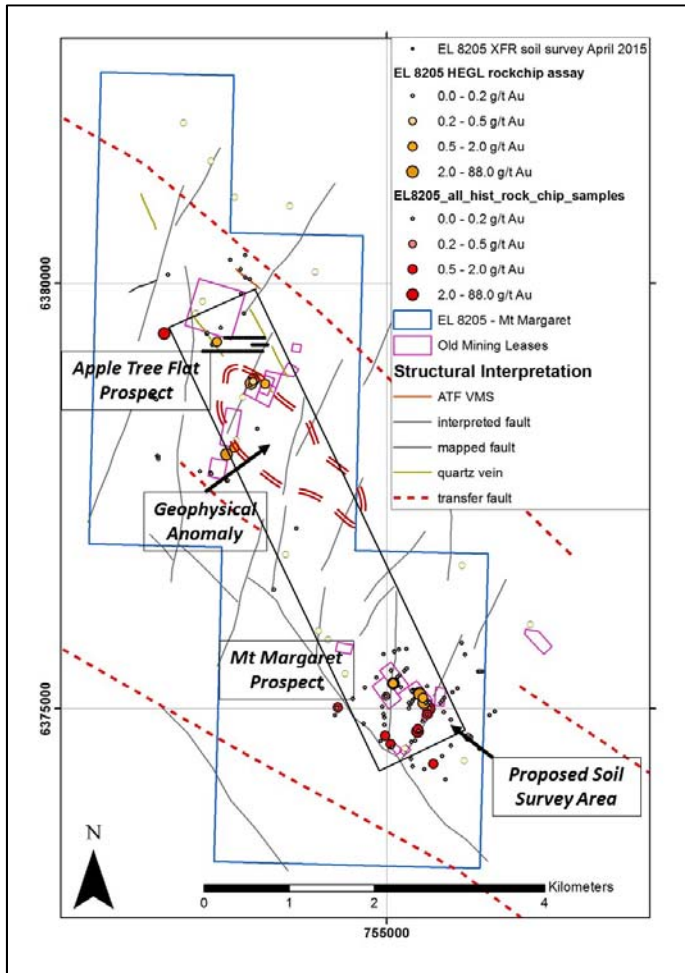 EL 8205 XFR soil survey April 2015
EL 8205 HEGL rockchip assay
0.0 - 0.2 g/t Au
0.2 - 0.5 g/t Au
0.5 - 2.0 g/t Au
2.0 - 88.0 g/t Au
EL8205_all_hist_rock_chip_samples
0.0 - 0.2 g/t Au
0.2 - 0.5 g/t Au
0.5 - 2.0 g/t Au
2.0 - 88.0 g/t Au
EL 8205 - Mt Margaret
Old Mining Leases
Structural Interpretation
ATF VMS
interpreted fault
mapped fault
quartz vein
transfer fault
6380000
Apple Tree Flat
Prospect
Geophysical
Anomaly
Mt Margaret
Prospect
6375000
Proposed Soil
Survey Area
N
Kilometers
0 1 2 4
755000